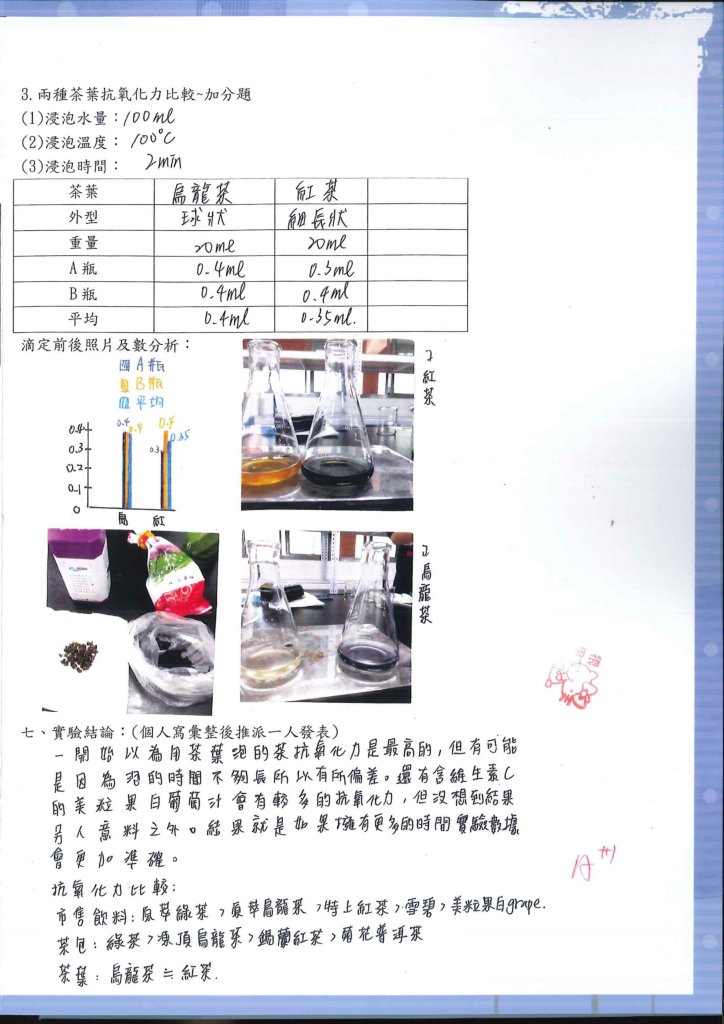 3.兩種茶葉抗氧化力比較~加分題
(1)浸泡水量：100ml
(2)浸泡溫度：100°C
(3)浸泡時間：2min
茶葉 烏龍茶 紅茶
外型 球狀 細長狀
重量 20ml 20ml
A瓶 0.4ml 0.3ml
B瓶 0.4ml 0.4ml
平均 0.4ml 0.35ml.
滴定前後照片及數分析：
A瓶
B瓶
平均
0.4
0.3
0.2
0.1
0
0.4 0.4 0.3 0.4 0.35
烏 紅
紅茶
烏龍茶
七、實驗結論：(個人寫彙整後推派一人發表)
一開始以為用茶葉泡的茶抗氧化力是最高的，但有可能
是因為泡的時間不夠長所以有所偏差。還有含維生素C
的美粒果白葡萄汁會有較多的抗氧化力，但沒想到結果
另人意料之外。結果就是如果擁有更多的時間實驗數據
會更加準確。
抗氧化力比較：
市售飲料：原萃綠茶>原萃烏龍茶>特上紅茶>雪碧>美粒果白grape.
茶包：綠茶>凍頂烏龍茶>錫蘭紅茶>菊花普洱茶
茶葉：烏龍茶≒紅茶.